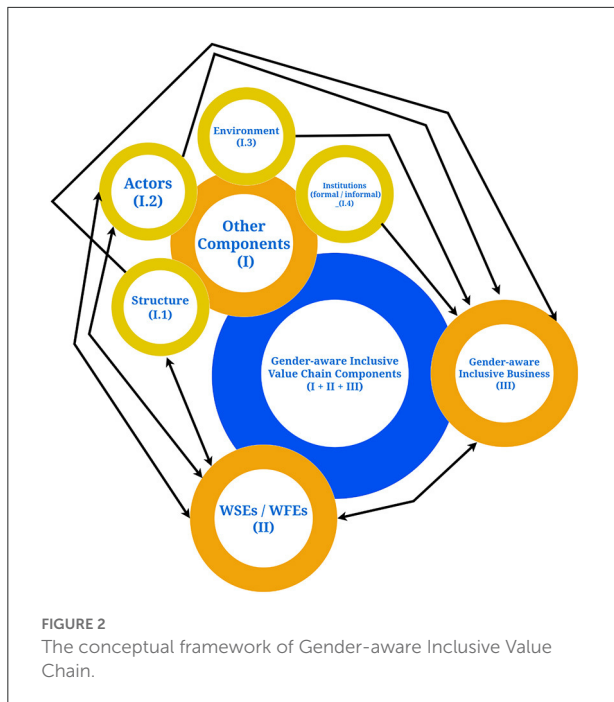 Environment
(I.3)
Actors
(I.2)
Institutions
(formal / informal)
_(I.4)
Other
Components
(I)
Structure
(I.1)
Gender-aware Inclusive
Value Chain Components
(I + II + III)
Gender-aware
Inclusive Business
(III)
WSEs / WFEs
(II)
FIGURE 2
The conceptual framework of Gender-aware Inclusive Value
Chain.